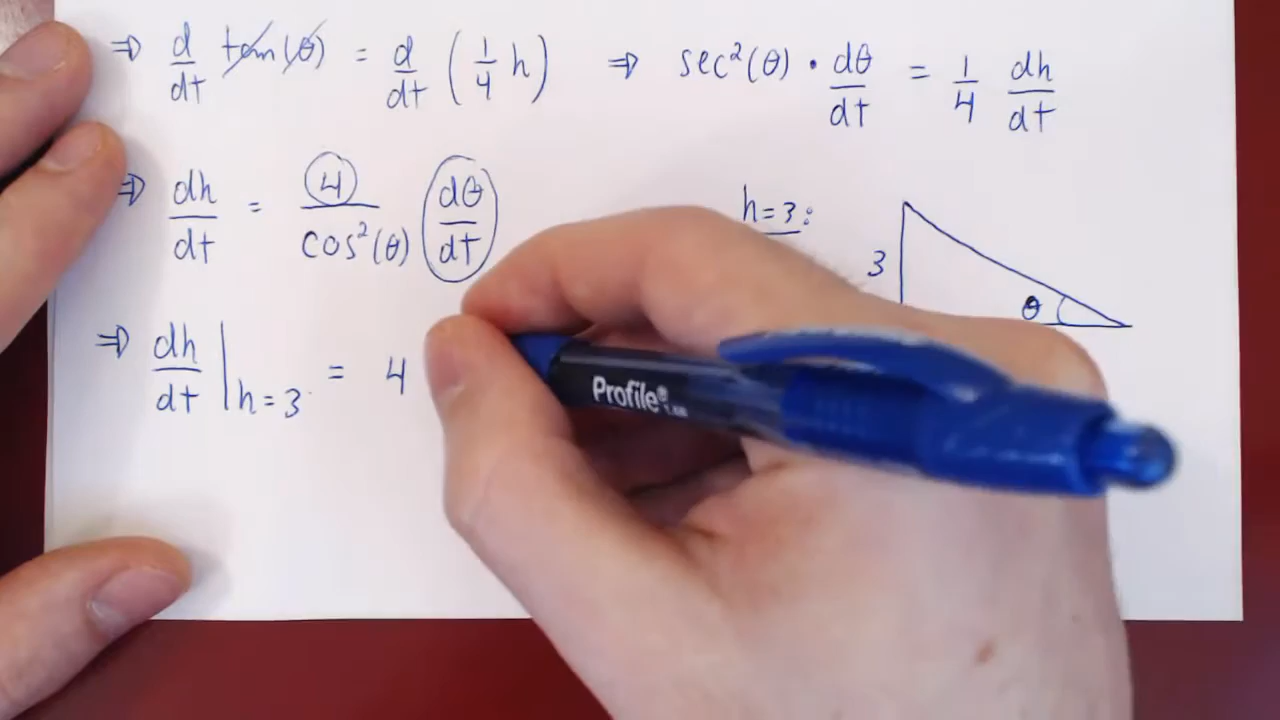 ⇒ d/dt tan(θ) = d/dt (1/4 h) ⇒ sec²(θ) · dθ/dt = 1/4 dh/dt
⇒ dh/dt = 4/cos²(θ) dθ/dt
h=3:
3
θ
⇒ dh/dt |h=3 = 4
Profile®